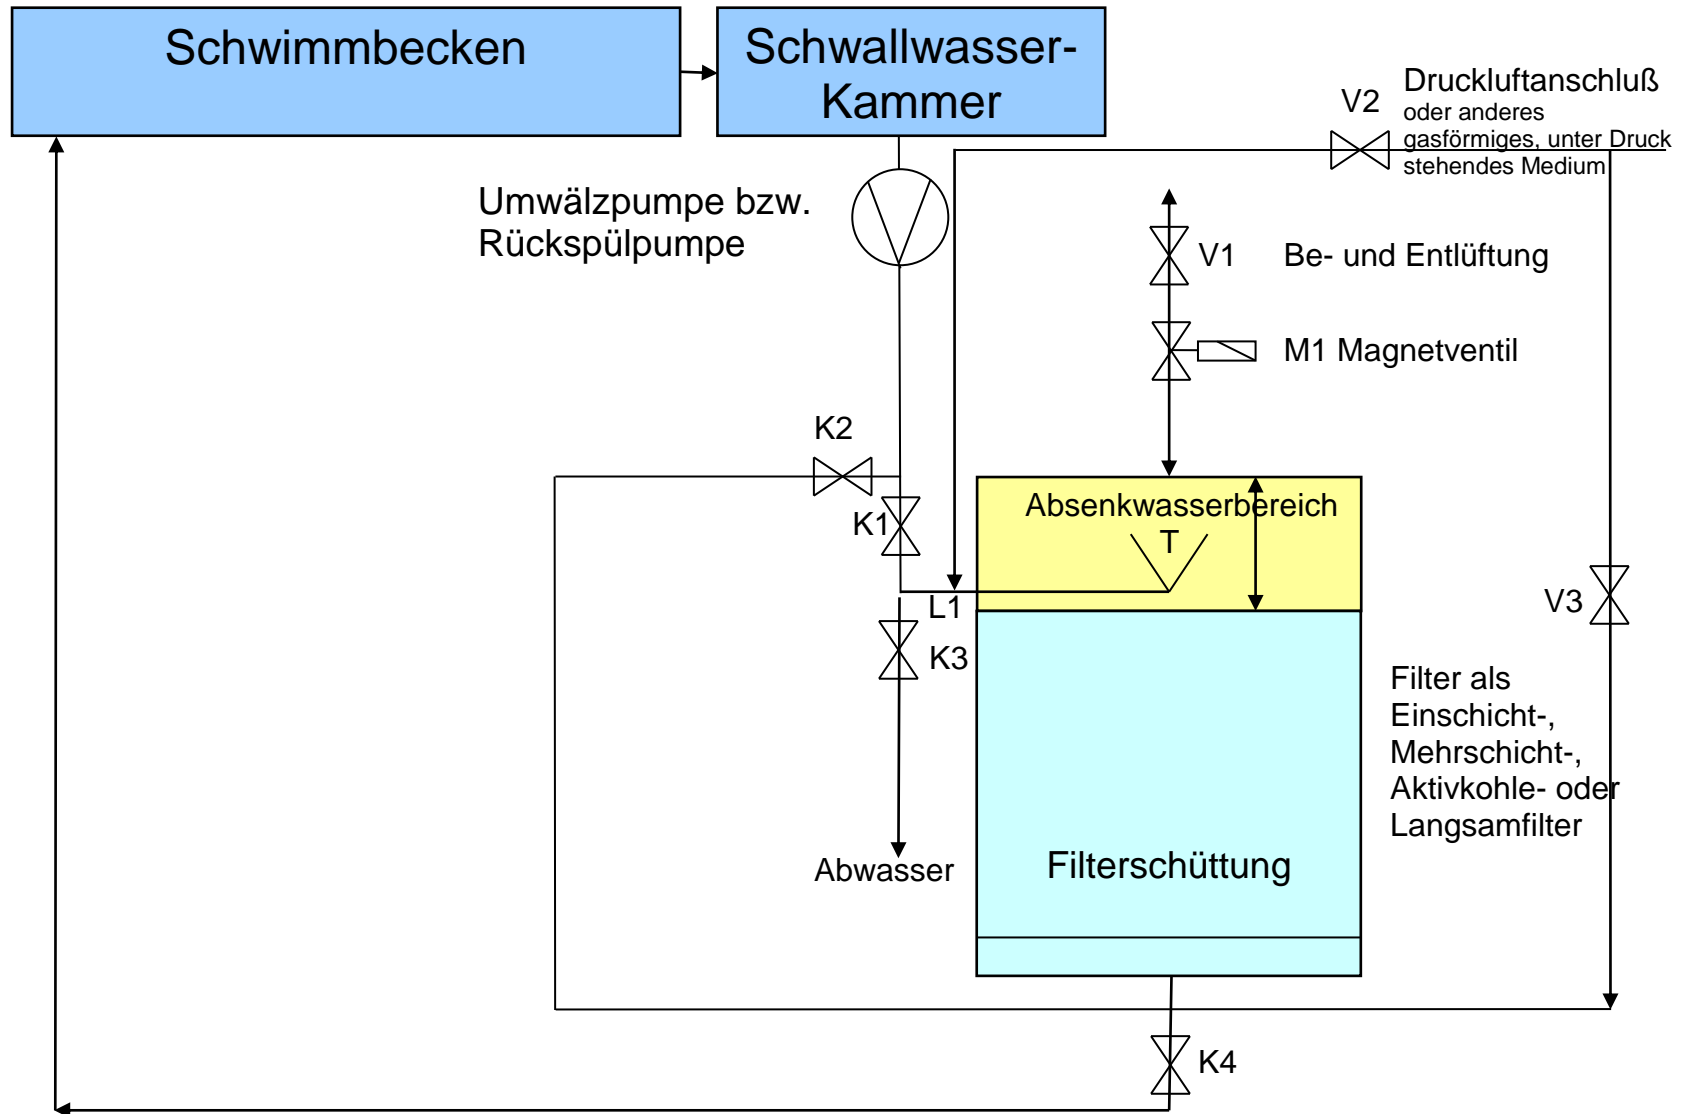 Schwimmbecken
Schwallwasser-
Kammer
Druckluftanschluß
oder anderes
gasförmiges, unter Druck
stehendes Medium
V2
Umwälzpumpe bzw.
Rückspülpumpe
V1
Be- und Entlüftung
M1 Magnetventil
K2
K1
Absenkwasserbereich
T
L1
K3
V3
Filter als
Einschicht-,
Mehrschicht-,
Aktivkohle- oder
Langsamfilter
Abwasser
Filterschüttung
K4